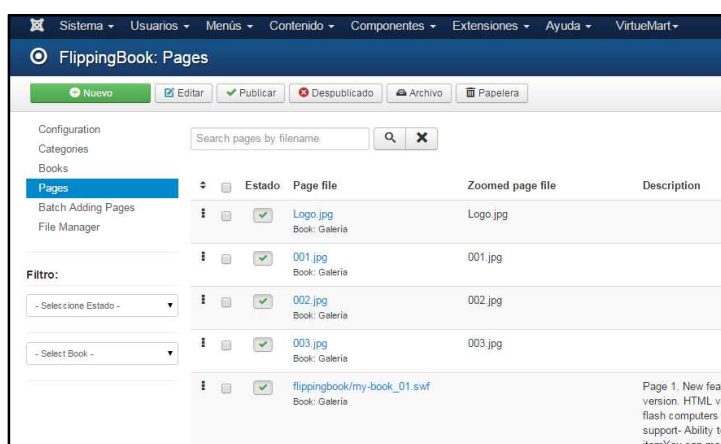 Sistema Usuarios Menús Contenido Componentes Extensiones Ayuda VirtueMart
FlippingBook: Pages
Nuevo Editar Publicar Despublicado Archivo Papelera
Configuration
Categories
Books
Pages
Batch Adding Pages
File Manager
Filtro:
- Seleccione Estado -
- Select Book -
Search pages by filename
Estado Page file Zoomed page file Description
Logo.jpg Logo.jpg
Book: Galeria
001.jpg 001.jpg
Book: Galeria
002.jpg 002.jpg
Book: Galeria
003.jpg 003.jpg
Book: Galeria
flippingbook/my-book_01.swf Page 1. New fea
Book: Galeria version. HTML v
flash computers
support- Ability t